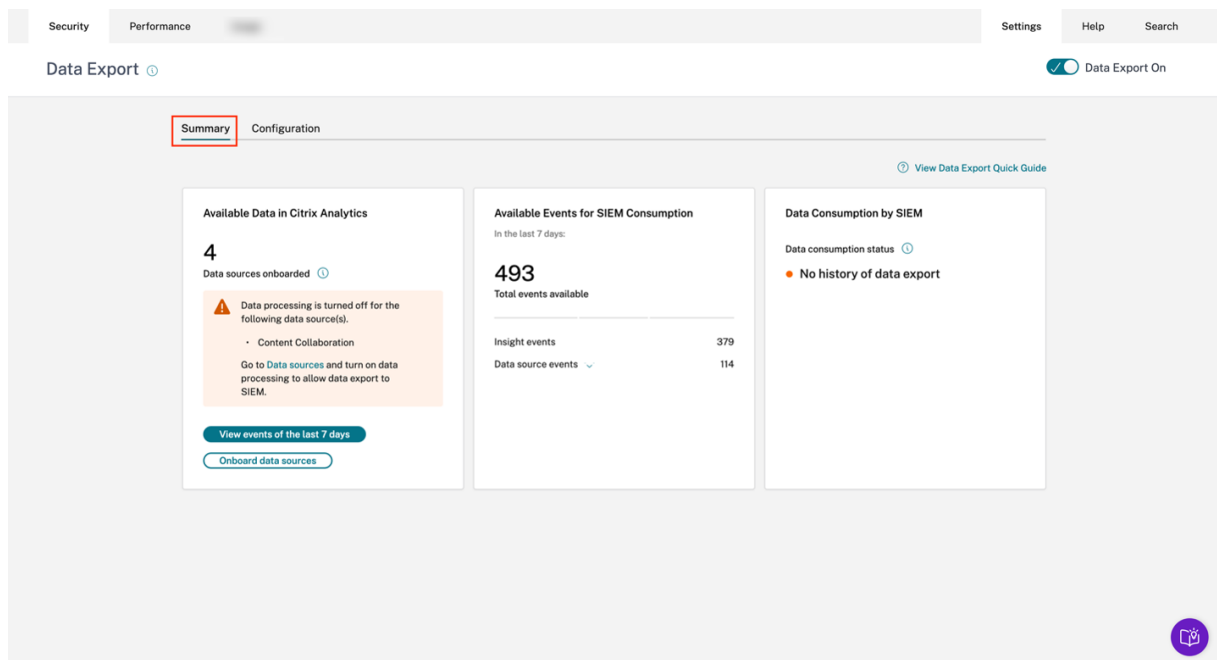 Security
Performance
Settings
Help
Search
Data Export
Data Export On
Summary
Configuration
View Data Export Quick Guide
Available Data in Citrix Analytics
4
Data sources onboarded
Data processing is turned off for the
following data source(s).
• Content Collaboration
Go to Data sources and turn on data
processing to allow data export to
SIEM.
View events of the last 7 days
Onboard data sources
Available Events for SIEM Consumption
In the last 7 days:
493
Total events available
Insight events 379
Data source events 114
Data Consumption by SIEM
Data consumption status
No history of data export